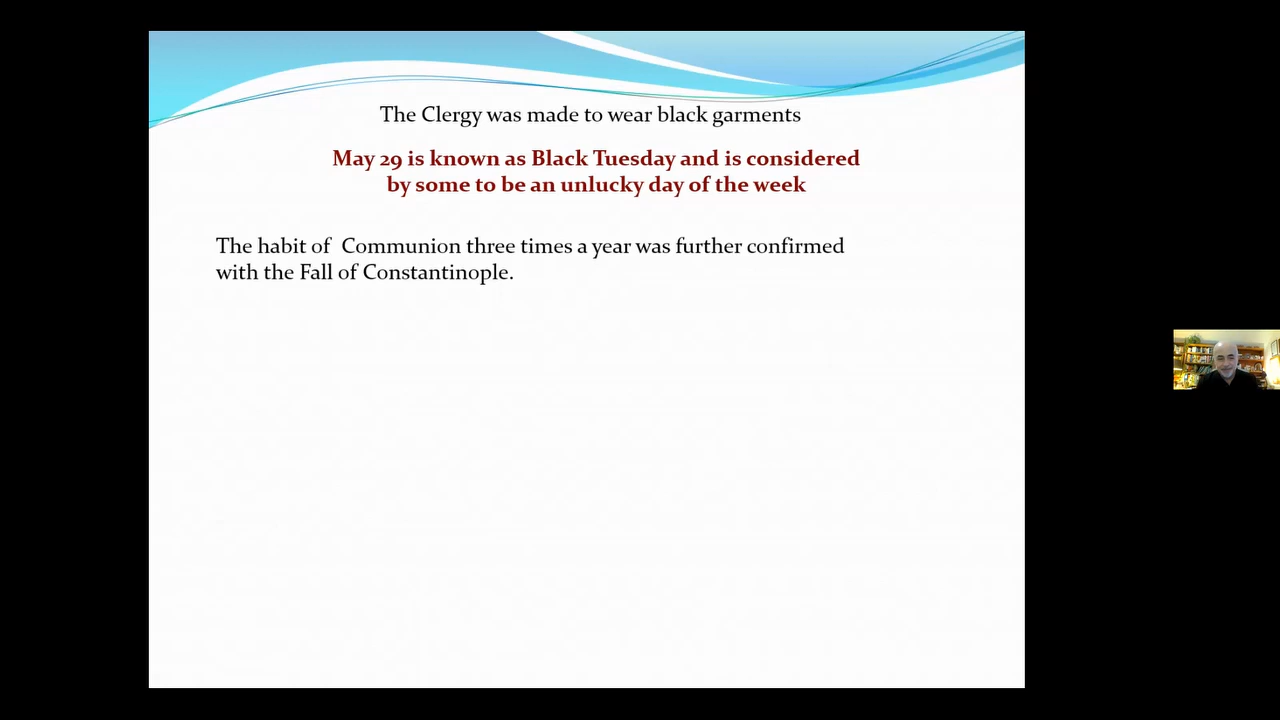 The Clergy was made to wear black garments
May 29 is known as Black Tuesday and is considered
by some to be an unlucky day of the week
The habit of  Communion three times a year was further confirmed
with the Fall of Constantinople.